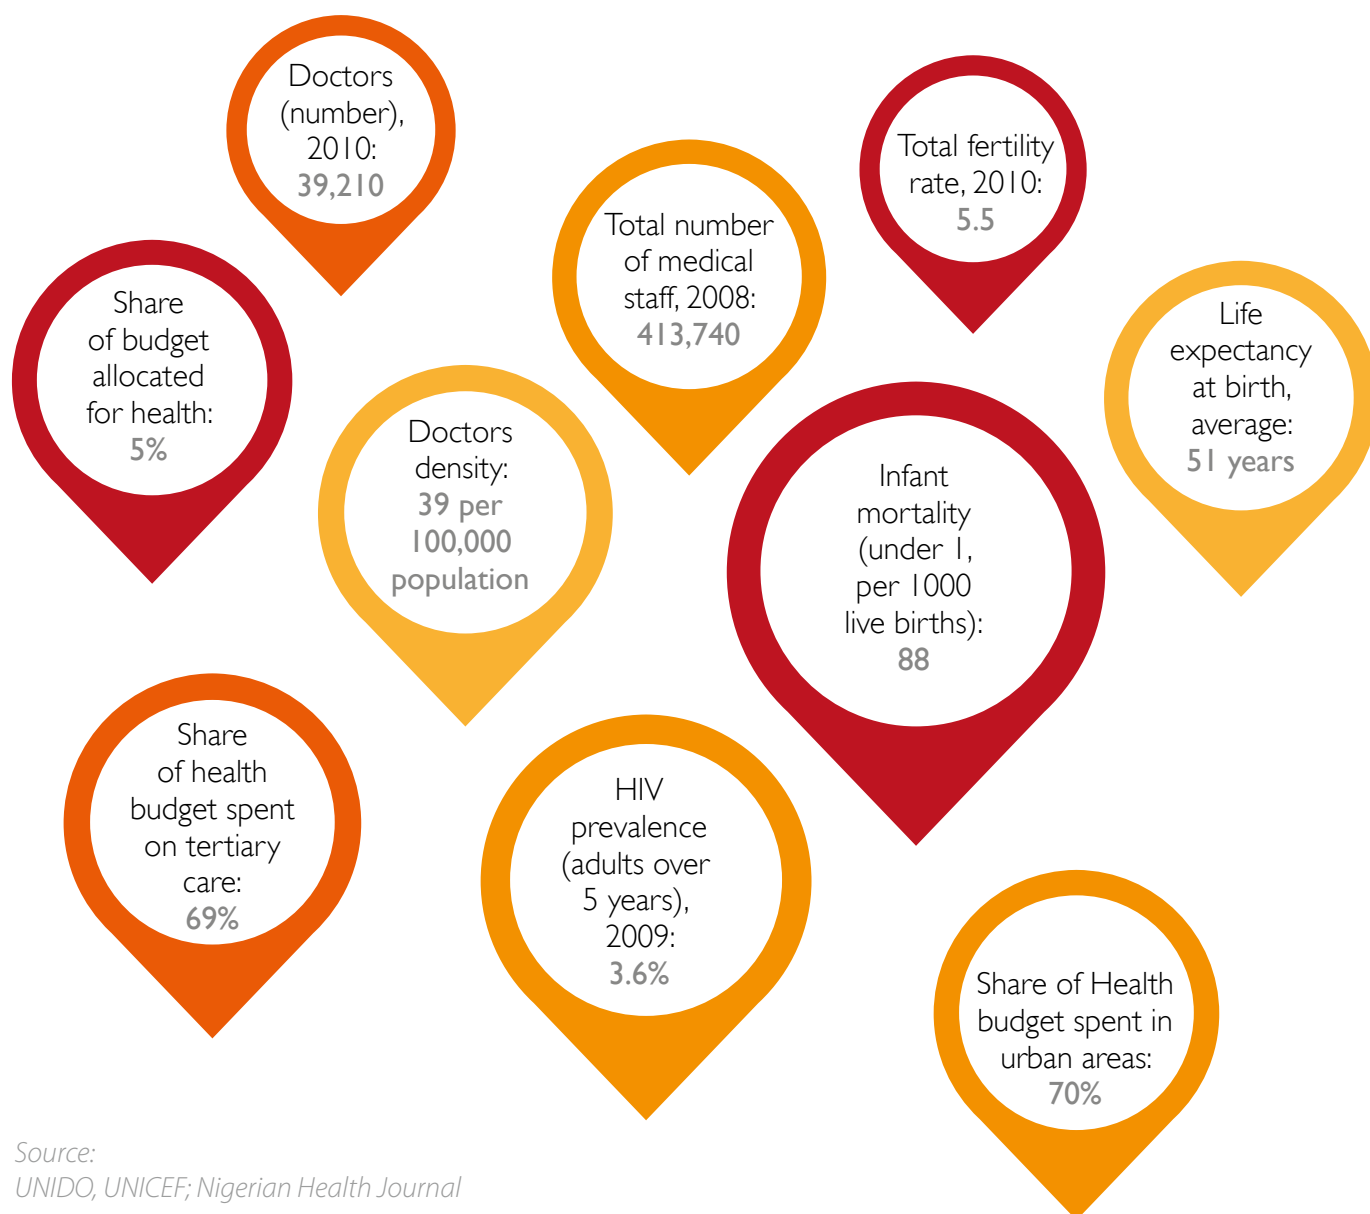 Doctors
(number),
2010:
39,210
Total fertility
rate, 2010:
5.5
Total number
of medical
staff, 2008:
413,740
Share
of budget
allocated
for health:
5%
Life
expectancy
at birth,
average:
51 years
Doctors
density:
39 per
100,000
population
Infant
mortality
(under 1,
per 1000
live births):
88
Share
of health
budget spent
on tertiary
care:
69%
HIV
prevalence
(adults over
5 years),
2009:
3.6%
Share of Health
budget spent in
urban areas:
70%
Source:
UNIDO, UNICEF; Nigerian Health Journal